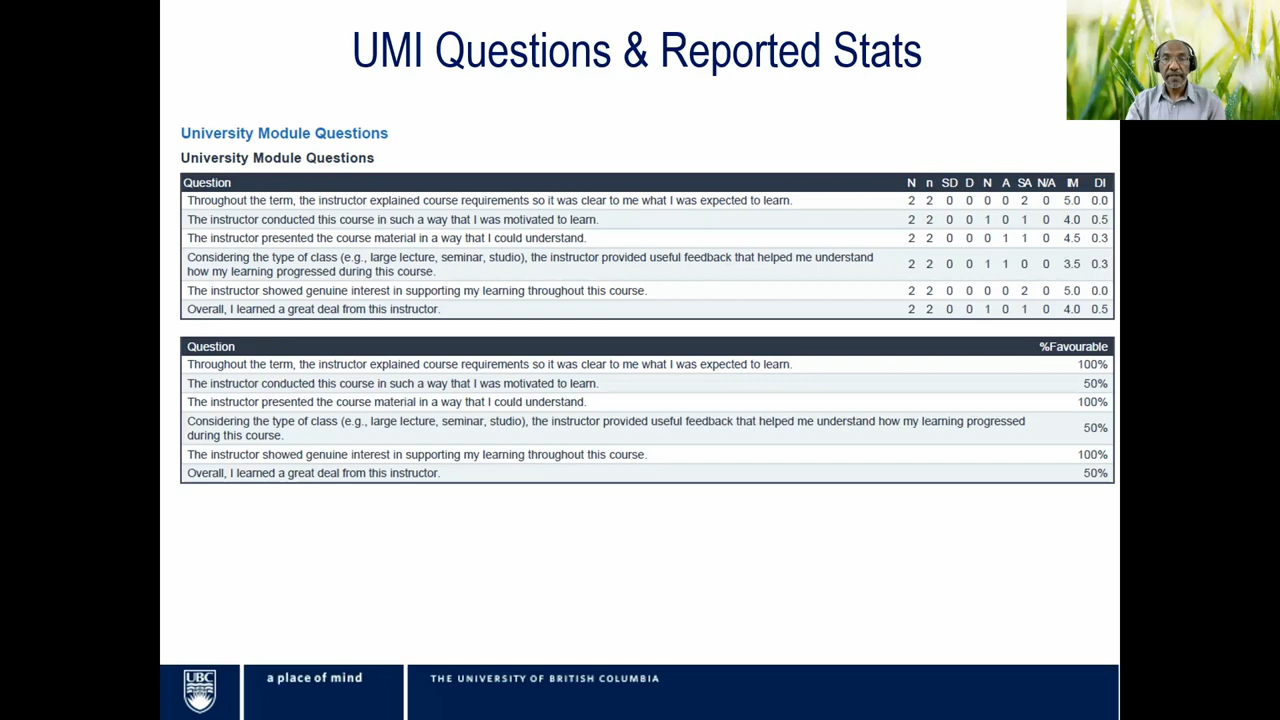 UMI Questions & Reported Stats
University Module Questions
University Module Questions
Question N n SD D N A SA N/A IM DI
Throughout the term, the instructor explained course requirements so it was clear to me what I was expected to learn. 2 2 0 0 0 0 2 0 5.0 0.0
The instructor conducted this course in such a way that I was motivated to learn. 2 2 0 0 1 0 1 0 4.0 0.5
The instructor presented the course material in a way that I could understand. 2 2 0 0 0 1 1 0 4.5 0.3
Considering the type of class (e.g., large lecture, seminar, studio), the instructor provided useful feedback that helped me understand
how my learning progressed during this course. 2 2 0 0 1 1 0 0 3.5 0.3
The instructor showed genuine interest in supporting my learning throughout this course. 2 2 0 0 0 0 2 0 5.0 0.0
Overall, I learned a great deal from this instructor. 2 2 0 0 1 0 1 0 4.0 0.5
Question %Favourable
Throughout the term, the instructor explained course requirements so it was clear to me what I was expected to learn. 100%
The instructor conducted this course in such a way that I was motivated to learn. 50%
The instructor presented the course material in a way that I could understand. 100%
Considering the type of class (e.g., large lecture, seminar, studio), the instructor provided useful feedback that helped me understand how my learning progressed
during this course. 50%
The instructor showed genuine interest in supporting my learning throughout this course. 100%
Overall, I learned a great deal from this instructor. 50%
UBC a place of mind THE UNIVERSITY OF BRITISH COLUMBIA